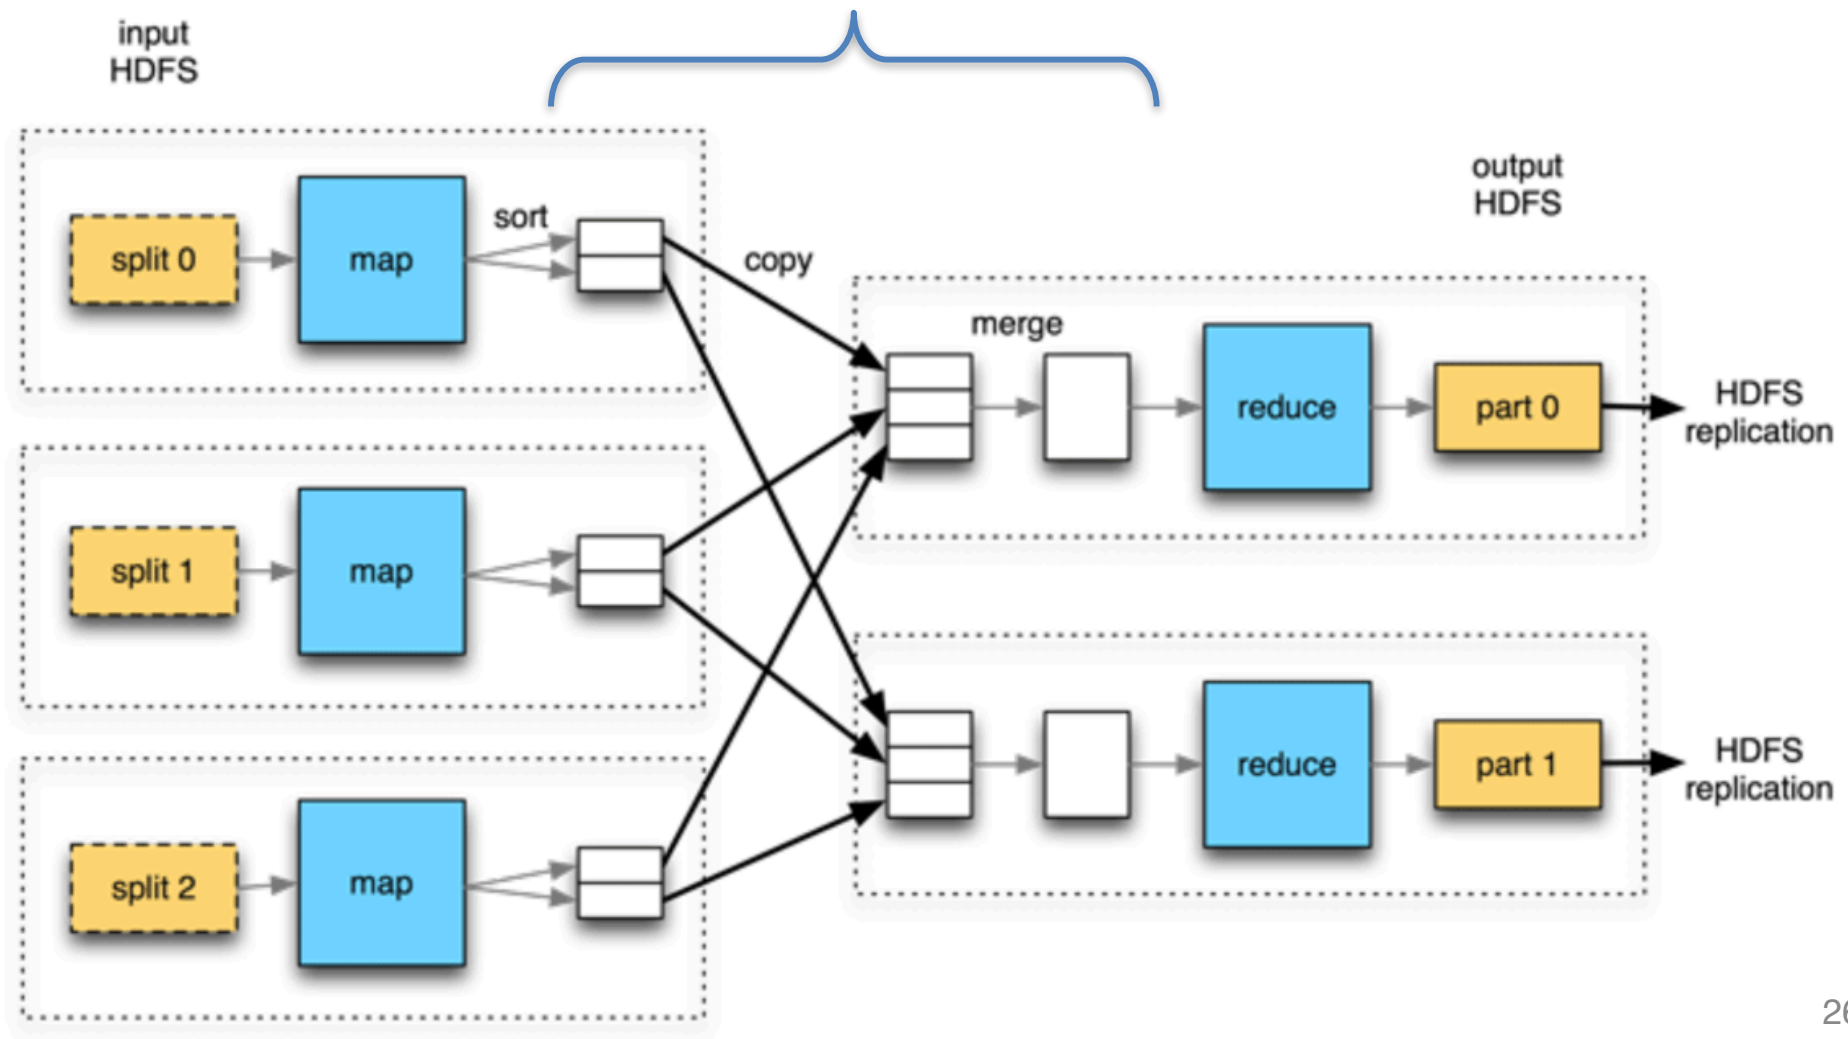 input
HDFS
output
HDFS
sort
split 0
map
copy
merge
reduce
part 0
HDFS
replication
split 1
map
reduce
part 1
HDFS
replication
split 2
map
26